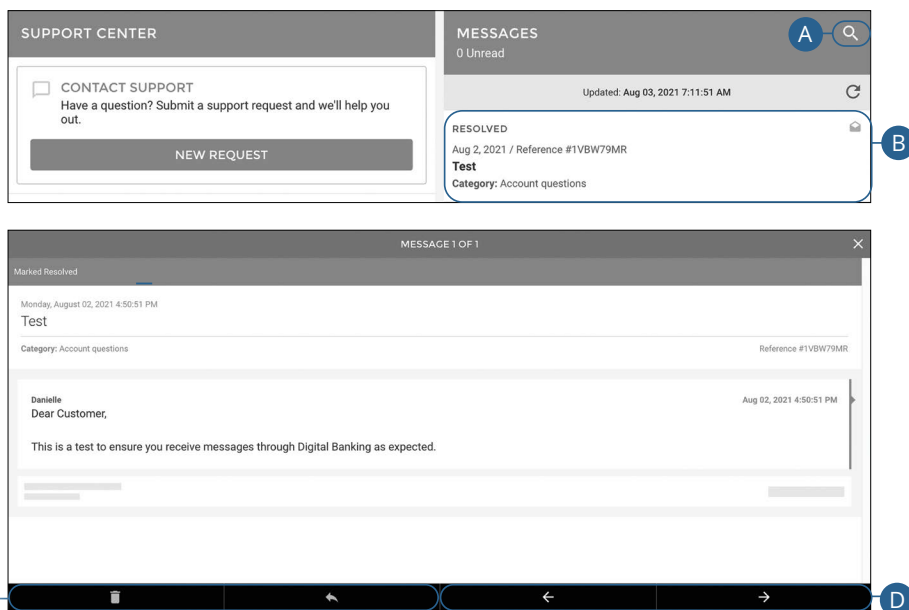 SUPPORT CENTER
CONTACT SUPPORT
Have a question? Submit a support request and we'll help you
out.
NEW REQUEST
MESSAGES
0 Unread
A
Updated: Aug 03, 2021 7:11:51 AM
RESOLVED
Aug 2, 2021 / Reference #1VBW79MR
Test
Category: Account questions
B
MESSAGE 1 OF 1
Marked Resolved
Monday, August 02, 2021 4:50:51 PM
Test
Category: Account questions
Reference #1VBW79MR
Danielle
Aug 02, 2021 4:50:51 PM
Dear Customer,
This is a test to ensure you receive messages through Digital Banking as expected.
D